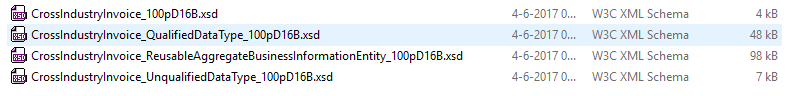 CrossIndustryInvoice_100pD16B.xsd 4-6-2017 0... W3C XML Schema 4 kB
CrossIndustryInvoice_QualifiedDataType_100pD16B.xsd 4-6-2017 0... W3C XML Schema 48 kB
CrossIndustryInvoice_ReusableAggregateBusinessInformationEntity_100pD16B.xsd 4-6-2017 0... W3C XML Schema 98 kB
CrossIndustryInvoice_UnqualifiedDataType_100pD16B.xsd 4-6-2017 0... W3C XML Schema 7 kB